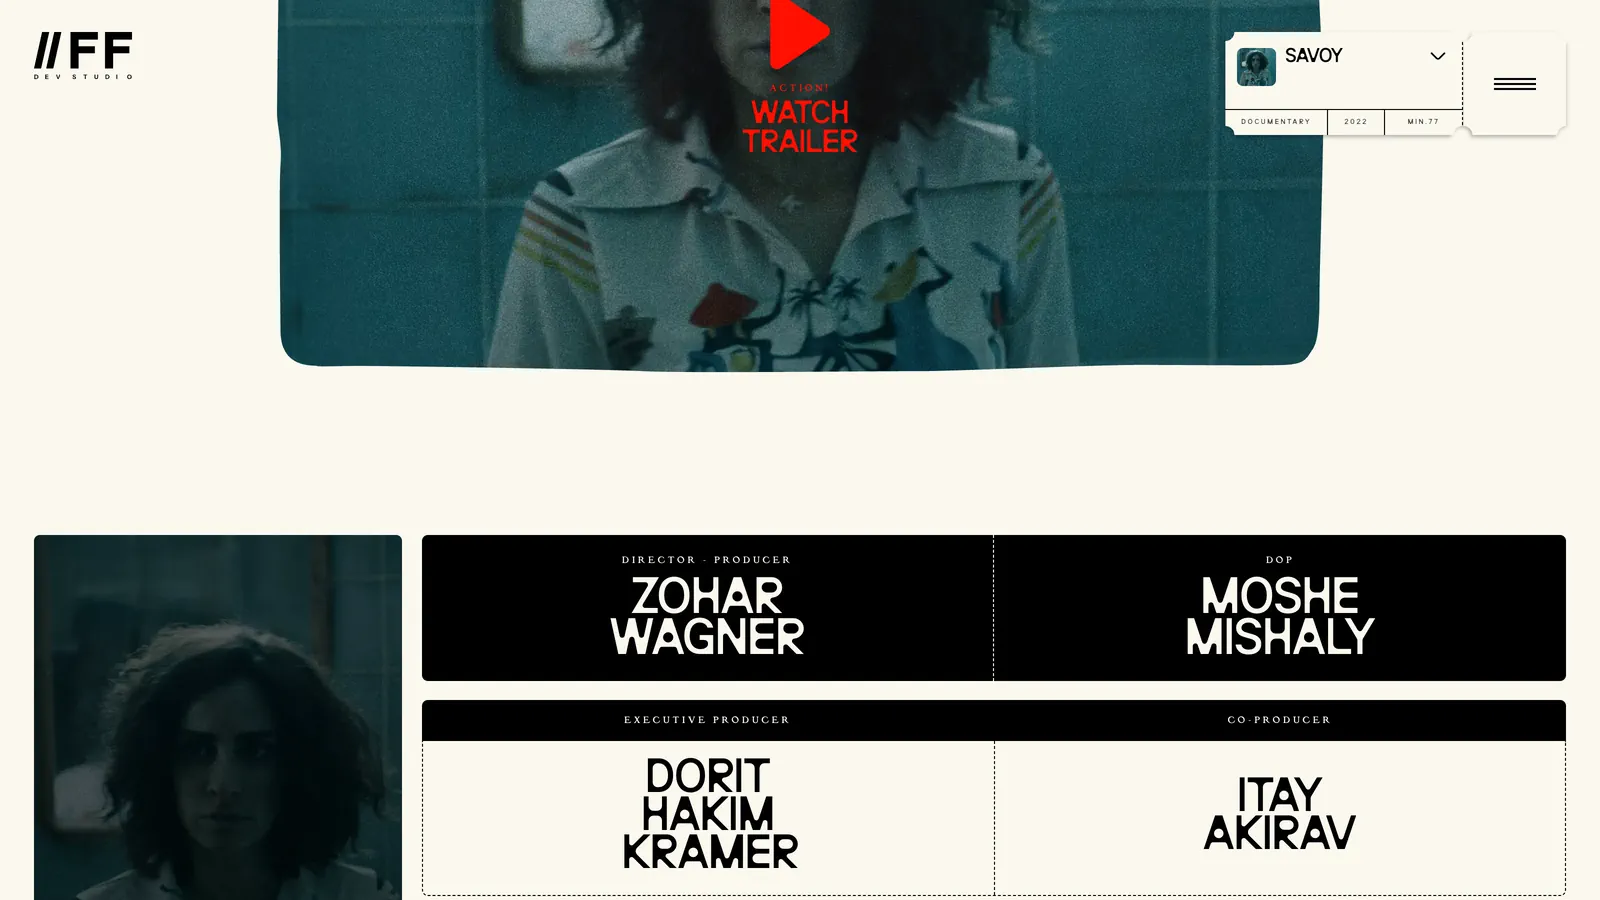 //FF
DEV STUDIO
ACTION!
WATCH
TRAILER
SAVOY
DOCUMENTARY
2022
MIN.77
DIRECTOR - PRODUCER
ZOHAR
WAGNER
DOP
MOSHE
MISHALY
EXECUTIVE PRODUCER
DORIT
HAKIM
KRAMER
CO-PRODUCER
ITAY
AKIRAV